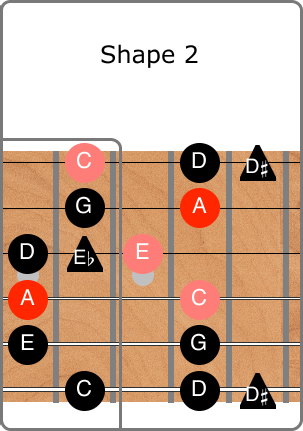 Shape 2
C D D♯
G A
D E♭ E
A C
E G
C D D♯